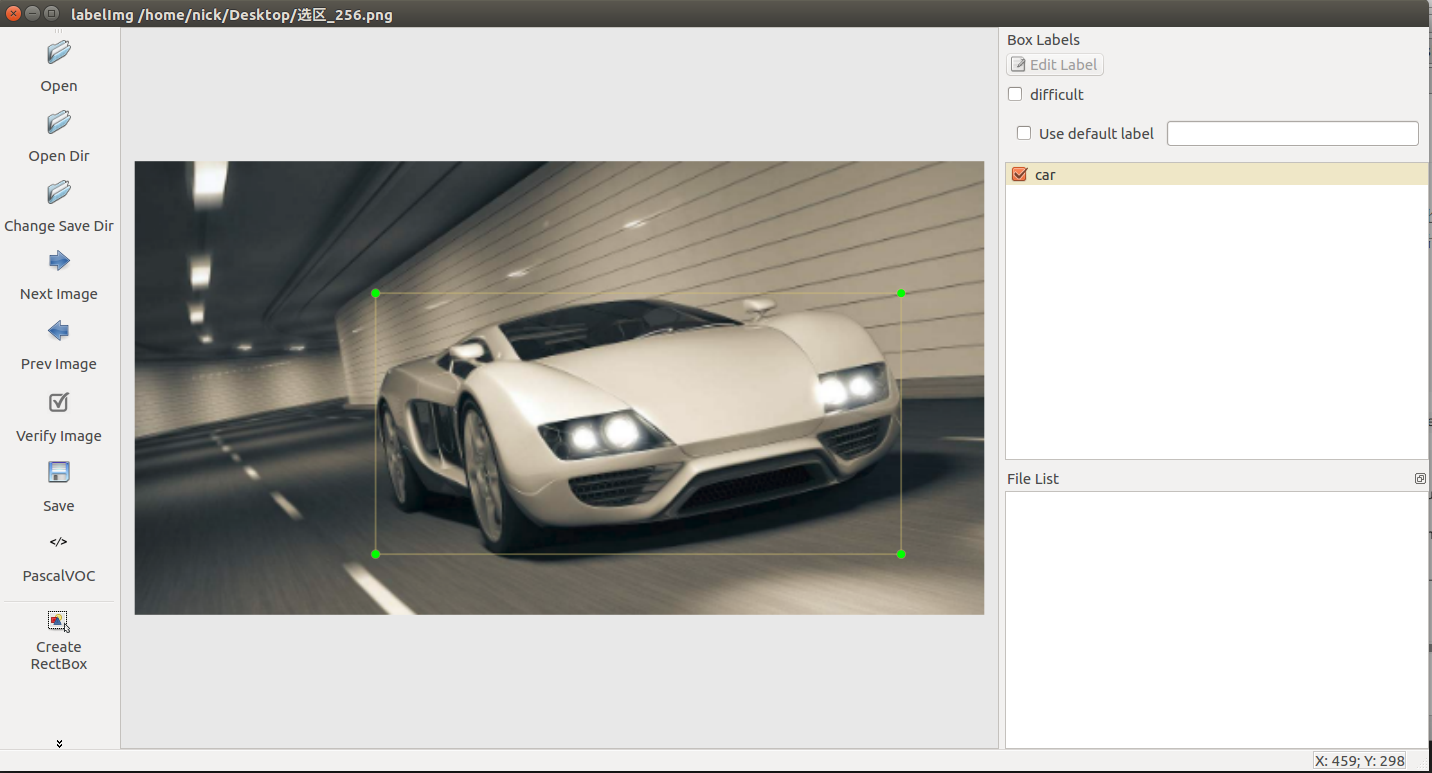 labelImg /home/nick/Desktop/选区_256.png
Open
Open Dir
Change Save Dir
Next Image
Prev Image
Verify Image
Save
</>
PascalVOC
Create
RectBox
Box Labels
Edit Label
difficult
Use default label
car
File List
X: 459; Y: 298